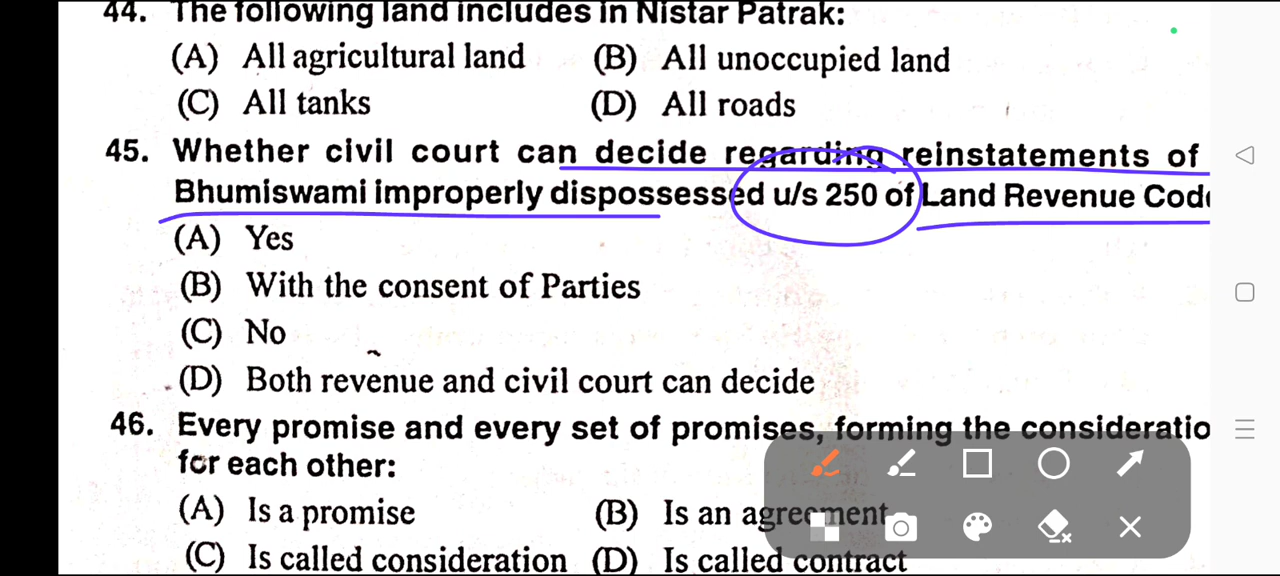 44. The following land includes in Nistar Patrak:
(A) All agricultural land (B) All unoccupied land
(C) All tanks (D) All roads
45. Whether civil court can decide regarding reinstatements of
Bhumiswami improperly dispossessed u/s 250 of Land Revenue Code
(A) Yes
(B) With the consent of Parties
(C) No
(D) Both revenue and civil court can decide
46. Every promise and every set of promises, forming the consideratio
for each other:
(A) Is a promise (B) Is an agreement
(C) Is called consideration (D) Is called contract